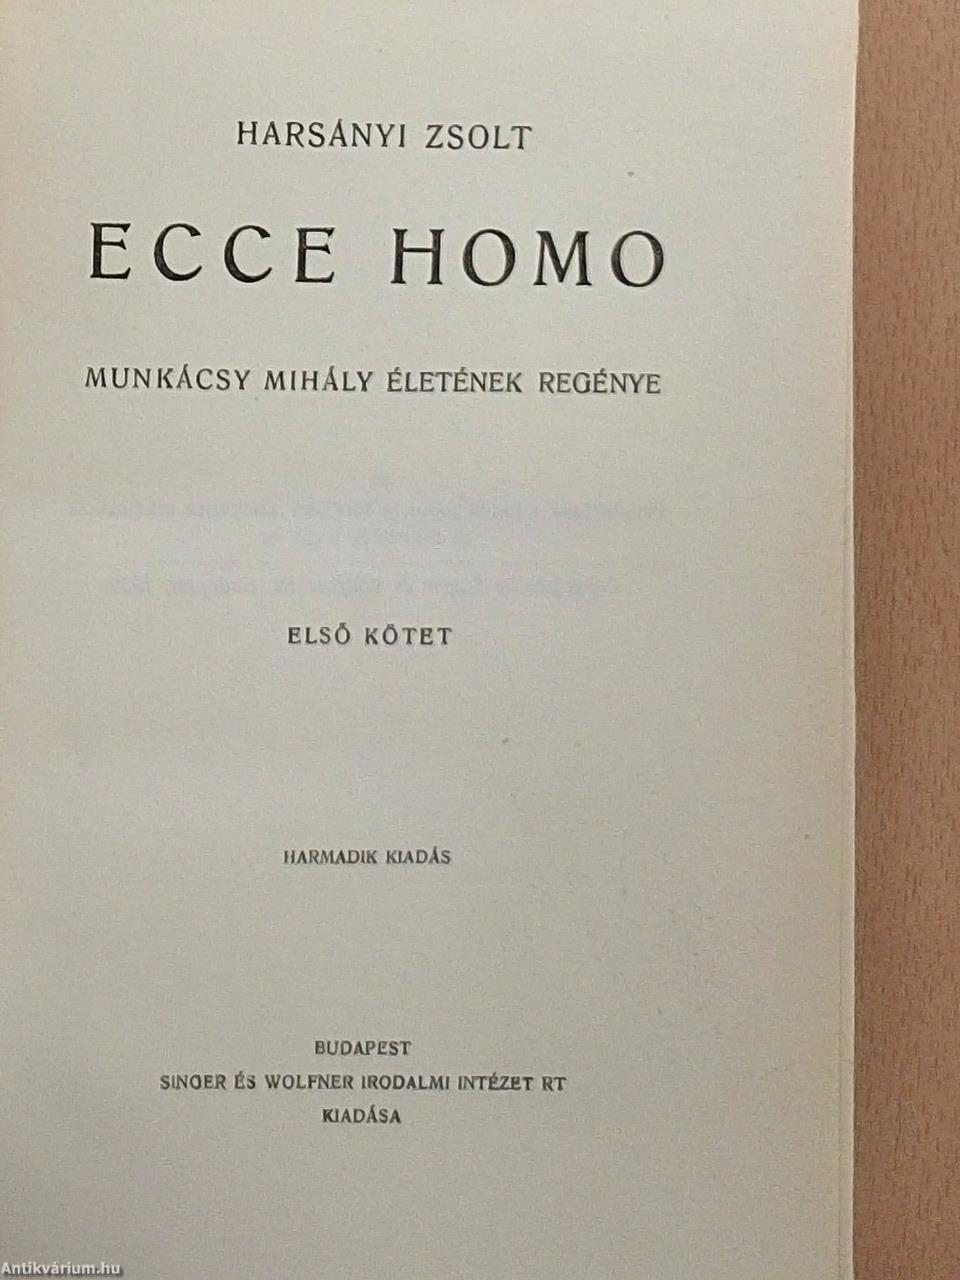 HARSÁNYI ZSOLT
ECCE HOMO
MUNKÁCSY MIHÁLY ÉLETÉNEK REGÉNYE
ELSŐ KÖTET
HARMADIK KIADÁS
BUDAPEST
SINGER ÉS WOLFNER IRODALMI INTÉZET RT
KIADÁSA
Antikvárium.hu